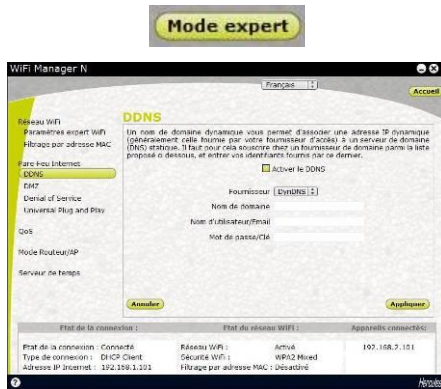 Mode expert
WiFi Manager N
Français
Accueil
Réseau WiFi
Paramètres expert WiFi
Filtrage par adresse MAC
Pare-Feu Internet
DDNS
DMZ
Denial of Service
Universal Plug and Play
QoS
Mode Routeur/AP
Serveur de temps
DDNS
Un nom de domaine dynamique vous permet d'associer une adresse IP dynamique
(généralement celle fournie par votre fournisseur d'accès) à un serveur de domaine
(DNS) statique. Il faut pour cela souscrire chez un fournisseur de domaine parmi la liste
proposé ci dessous, et entrer vos identifiants fournis par ce dernier.
Activer le DDNS
Fournisseur DynDNS
Nom de domaine
Nom d'utilisateur/Email
Mot de passe/Clé
Annuler
Appliquer
Etat de la connexion :
Etat de la connexion : Connecté
Type de connexion : DHCP Client
Adresse IP Internet : 192.168.1.101
Etat du réseau WiFi :
Réseau WiFi : Activé
Sécurité WiFi : WPA2 Mixed
Filtrage par adresse MAC : Désactivé
Appareils connectés:
192.168.2.101
?
Hercules